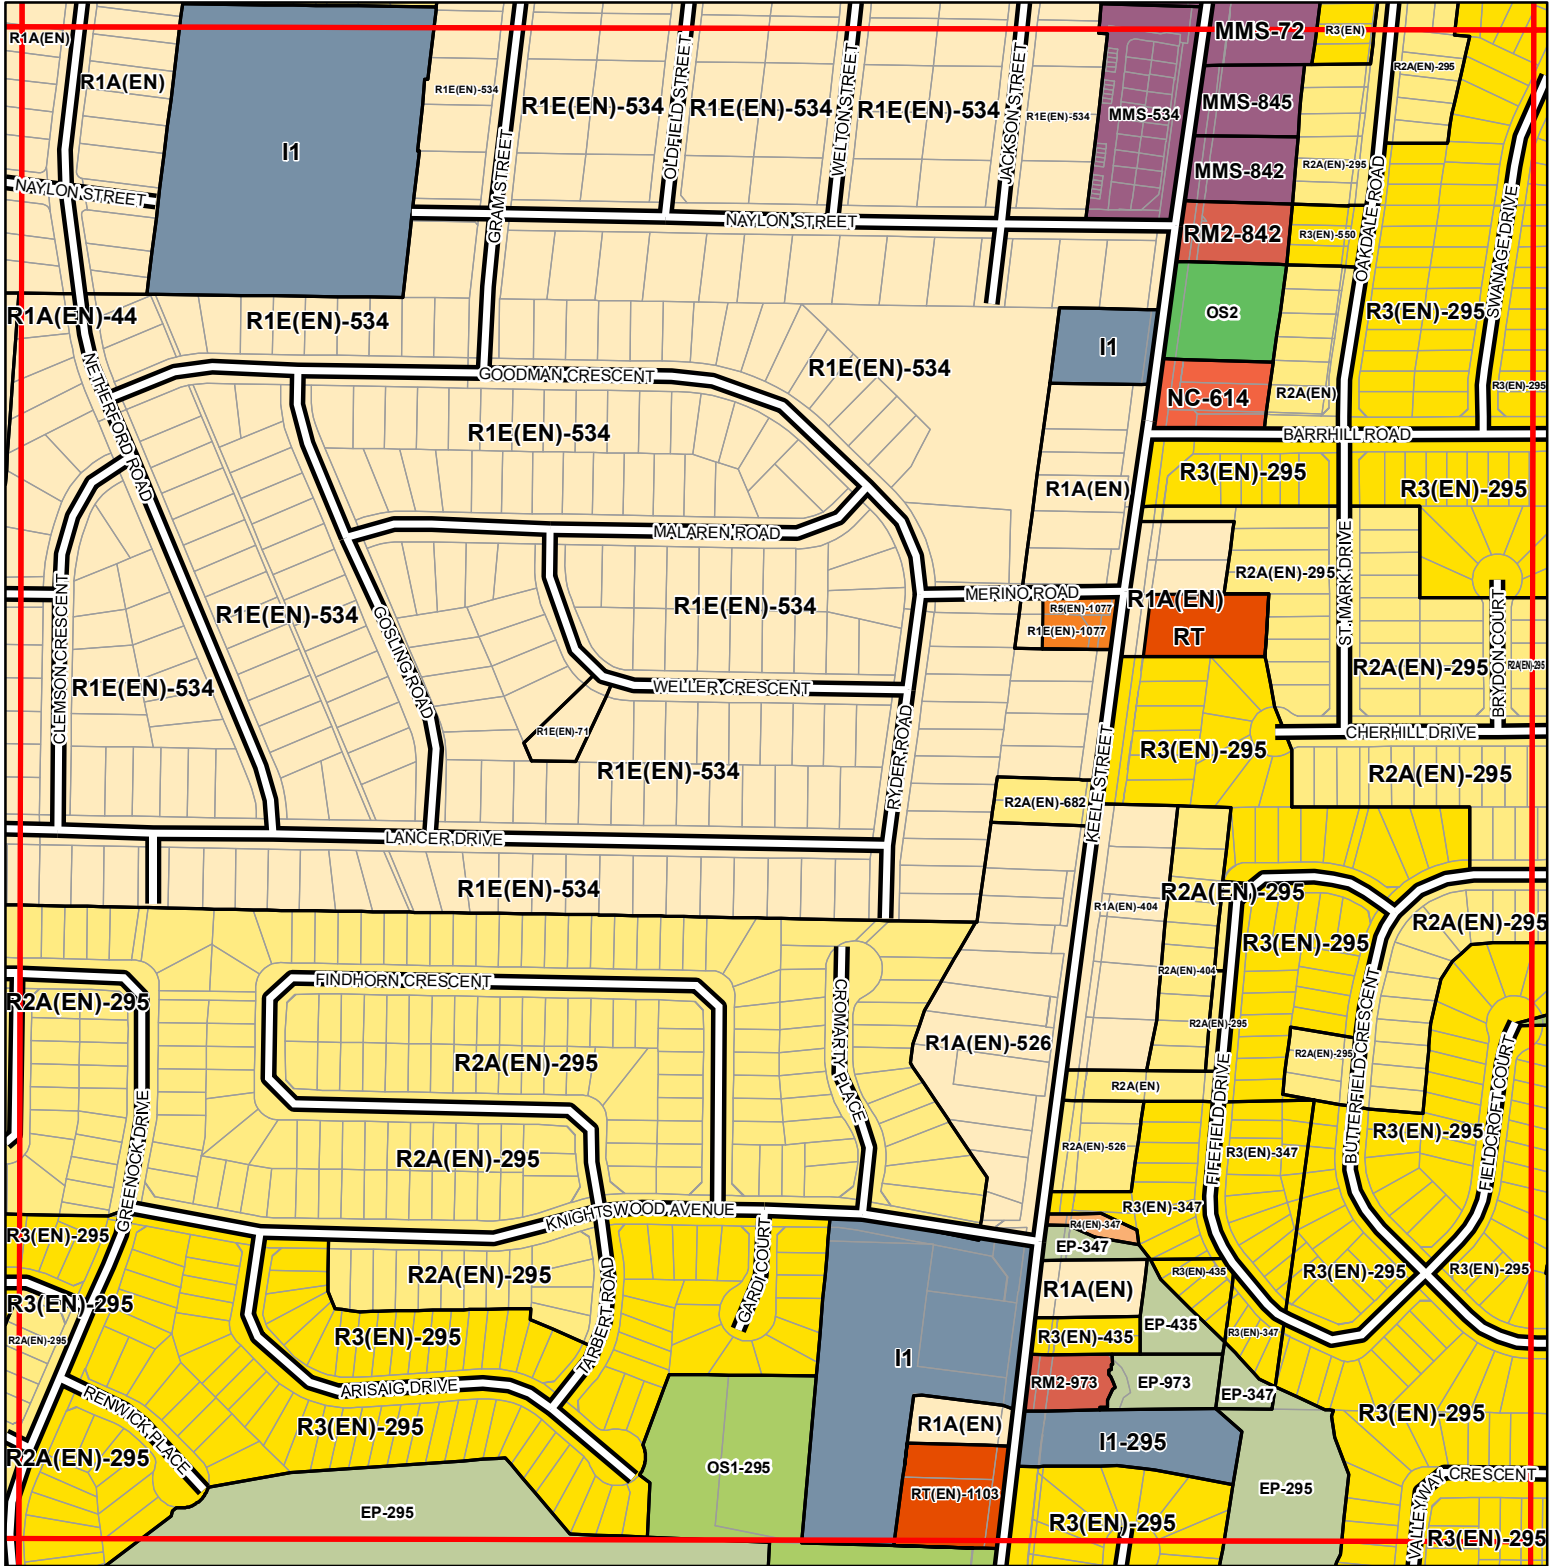 R1A(EN)
MMS-72
R3(EN)
R1A(EN)
R2A(EN)-295
R1E(EN)-534
R1E(EN)-534
R1E(EN)-534
R1E(EN)-534
R1E(EN)-534
MMS-534
MMS-845
OLDFIELD STREET
WELTON STREET
JACKSON STREET
I1
GRAM STREET
MMS-842
R2A(EN)-295
NAYLON STREET
NAYLON STREET
OAKDALE ROAD
SWANAGE DRIVE
RM2-842
R3(EN)-550
R1A(EN)-44
R1E(EN)-534
OS2
R3(EN)-295
I1
R1E(EN)-534
GOODMAN CRESCENT
R3(EN)-295
NC-614
R2A(EN)
NETHERFORD ROAD
R1E(EN)-534
BARRHILL ROAD
R3(EN)-295
R1A(EN)
R3(EN)-295
MALAREN ROAD
R2A(EN)-295
ST. MARK DRIVE
MERINO ROAD
R1A(EN)
R5(EN)-1077
R1E(EN)-534
R1E(EN)-534
R1E(EN)-1077
RT
CLEMSON CRESCENT
GOSLING ROAD
R2A(EN)-295
R2A(EN)-295
BRYDON COURT
R1E(EN)-534
WELLER CRESCENT
R1E(EN)-71
CHERHILL DRIVE
R3(EN)-295
R1E(EN)-534
RYDER ROAD
KEELE STREET
R2A(EN)-295
R2A(EN)-682
LANCER DRIVE
R1E(EN)-534
R2A(EN)-295
R1A(EN)-404
R2A(EN)-295
R3(EN)-295
R2A(EN)-404
FINDHORN CRESCENT
R2A(EN)-295
CROMARTY PLACE
R2A(EN)-295
BUTTERFIELD CRESCENT
R1A(EN)-526
R2A(EN)-295
R2A(EN)-295
R2A(EN)
FIFEFIELD DRIVE
FIELDCROFT COURT
R3(EN)-295
GREENOCK DRIVE
R2A(EN)-295
R2A(EN)-526
R3(EN)-347
KNIGHTSWOOD AVENUE
R3(EN)-347
R4(EN)-347
R3(EN)-295
EP-347
GARDI COURT
R2A(EN)-295
R3(EN)-435
R3(EN)-295
R3(EN)-295
R1A(EN)
R3(EN)-295
TARBERT ROAD
EP-435
R3(EN)-347
R3(EN)-435
R2A(EN)-295
R3(EN)-295
I1
ARISAIG DRIVE
RM2-973
EP-973
EP-347
RENWICK PLACE
R3(EN)-295
R3(EN)-295
R1A(EN)
I1-295
R2A(EN)-295
OS1-295
VALLEYWAY CRESCENT
EP-295
RT(EN)-1103
EP-295
R3(EN)-295
R3(EN)-295
R2A(EN)-295